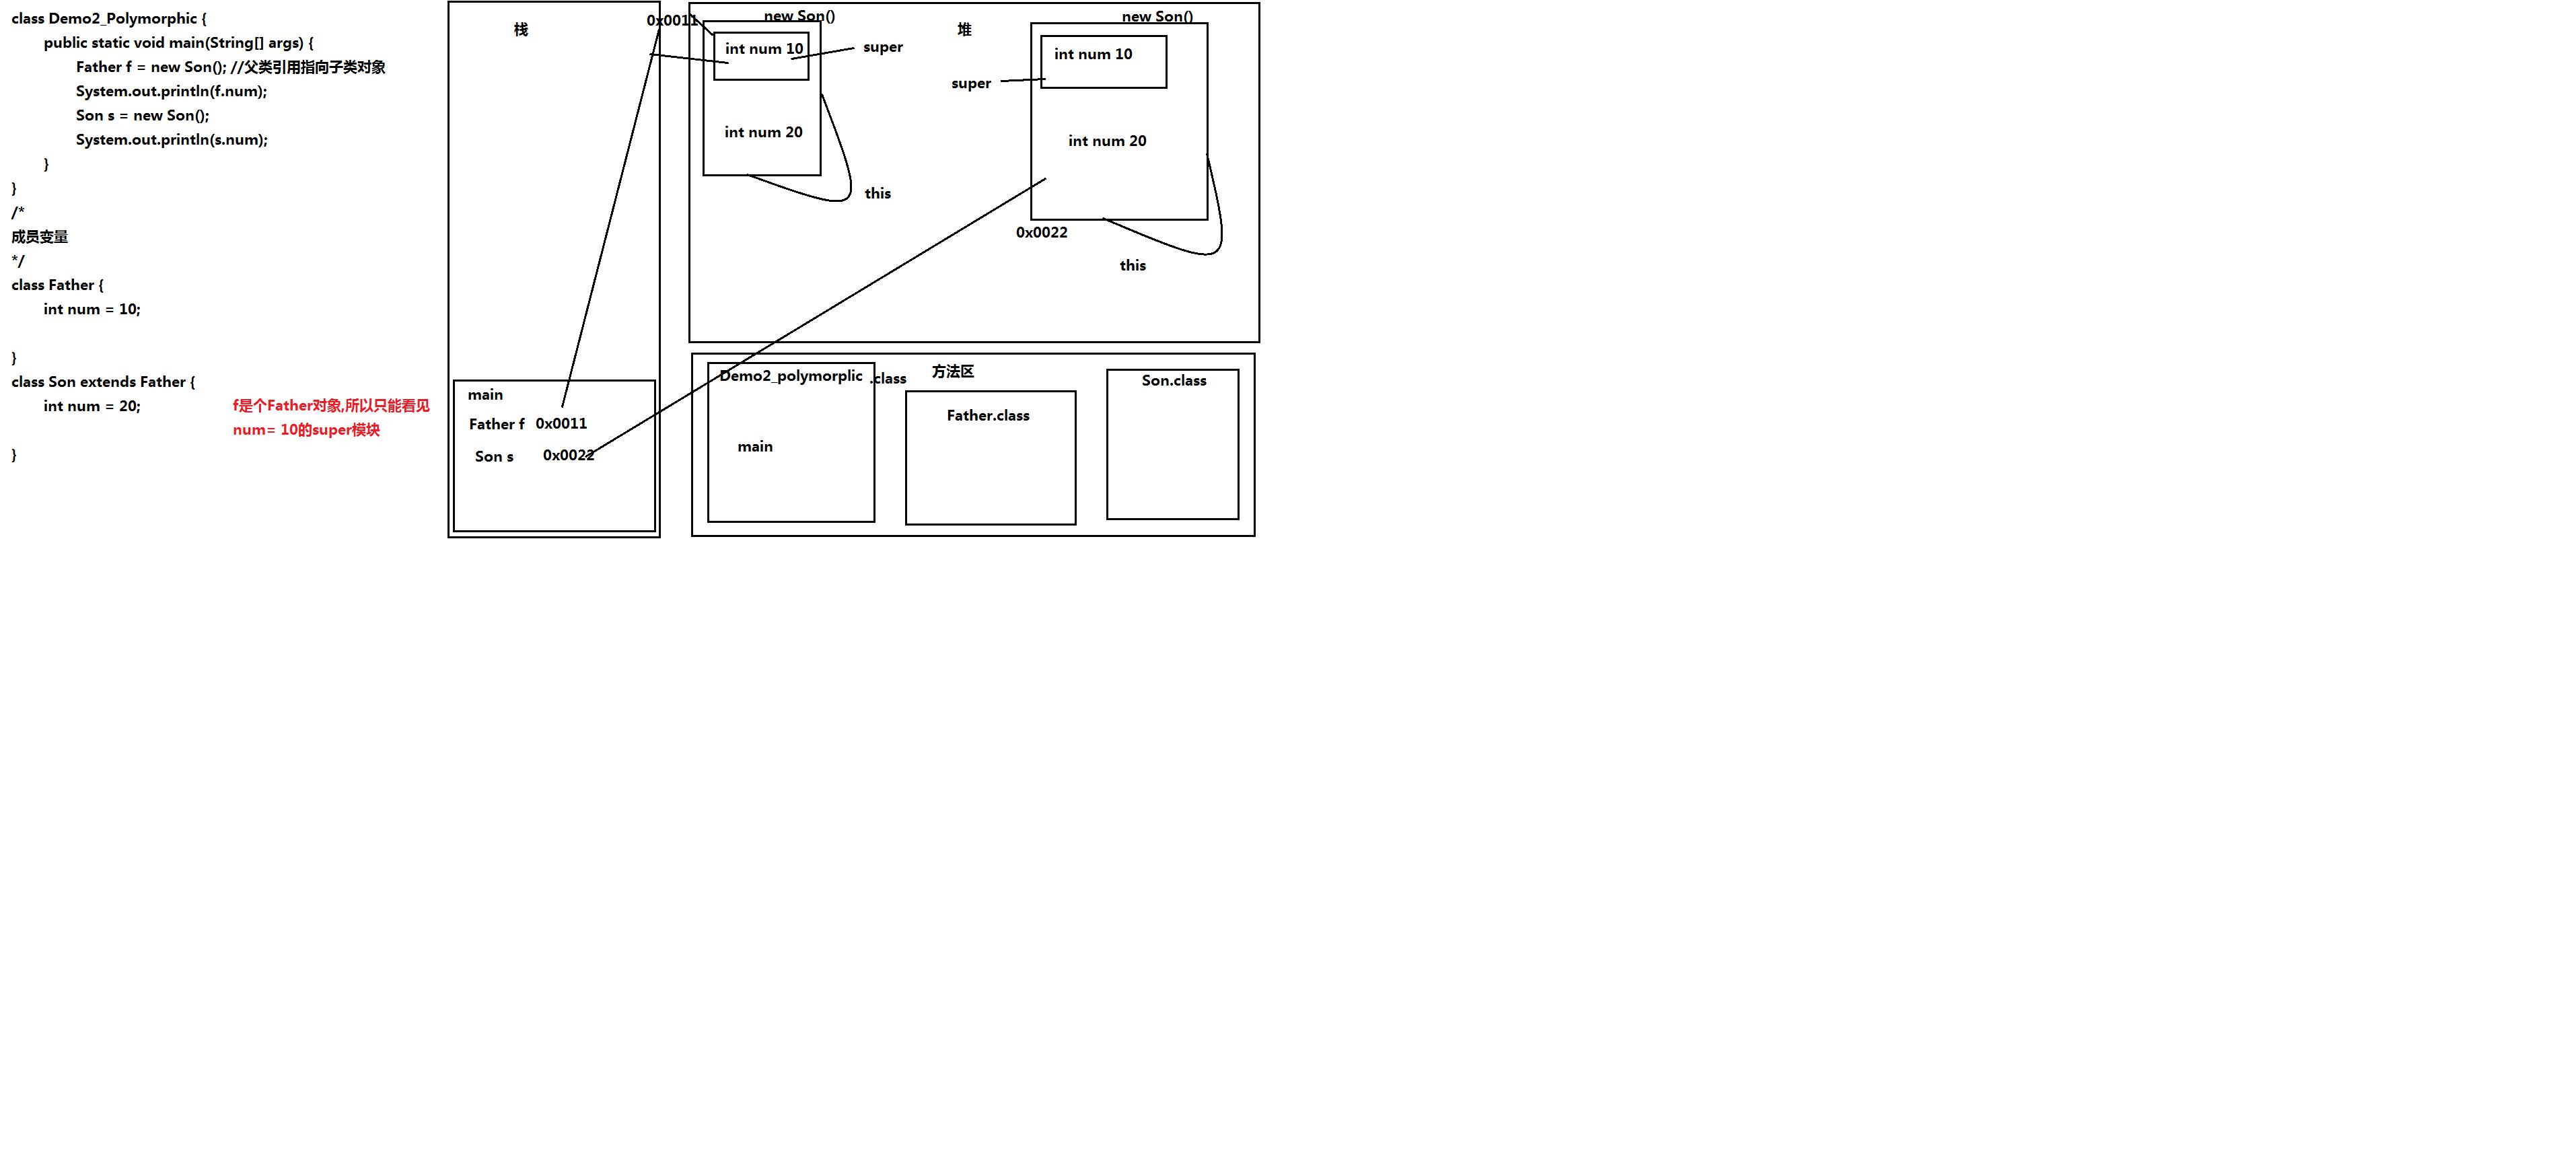 class Demo2_Polymorphic {
public static void main(String[] args) {
Father f = new Son(); //父类引用指向子类对象
System.out.println(f.num);
Son s = new Son();
System.out.println(s.num);
}
}
/*
成员变量
*/
class Father {
int num = 10;
}
class Son extends Father {
int num = 20;
}
f是个Father对象,所以只能看见
num= 10的super模块
栈
main
Father f 0x0011
Son s 0x0022
0x0011
new Son()
int num 10
super
int num 20
this
堆
new Son()
int num 10
super
int num 20
0x0022
this
方法区
Demo2_polymorplic .class
main
Father.class
Son.class